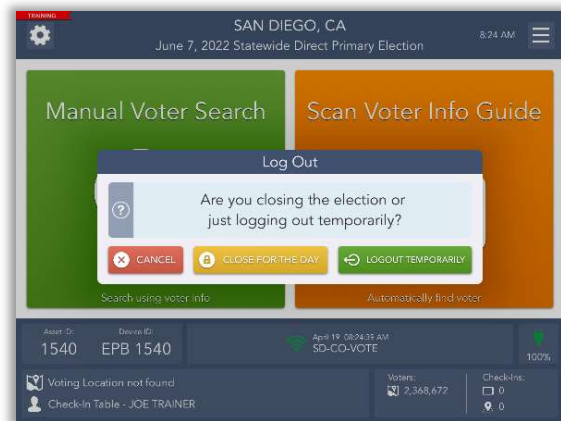 TRAINING
SAN DIEGO, CA
June 7, 2022 Statewide Direct Primary Election
8:24 AM
Manual Voter Search
Scan Voter Info Guide
Log Out
Are you closing the election or
just logging out temporarily?
CANCEL
CLOSE FOR THE DAY
LOGOUT TEMPORARILY
Search using voter info
Automatically find voter
Asset ID:
1540
Device ID:
EPB 1540
April 19 08:24:39 AM
SD-CO-VOTE
100%
Voting Location not found
Check-In Table - JOE TRAINER
Voters:
2,368,672
Check-Ins:
0
0